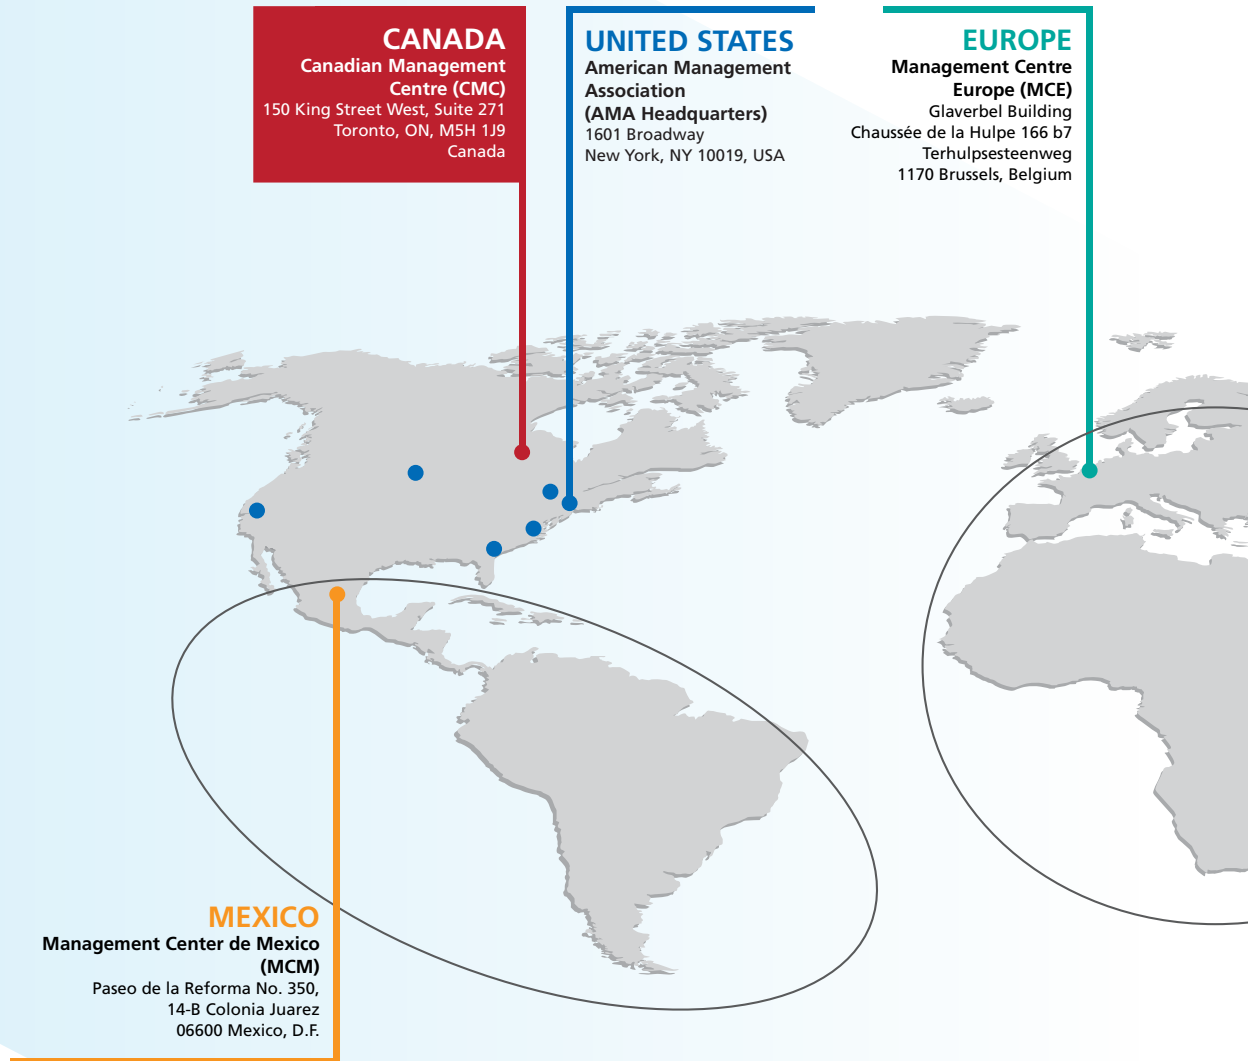 CANADA
Canadian Management
Centre (CMC)
150 King Street West, Suite 271
Toronto, ON, M5H 1J9
Canada
UNITED STATES
American Management
Association
(AMA Headquarters)
1601 Broadway
New York, NY 10019, USA
EUROPE
Management Centre
Europe (MCE)
Glaverbel Building
Chaussée de la Hulpe 166 b7
Terhulpsesteenweg
1170 Brussels, Belgium
MEXICO
Management Center de Mexico
(MCM)
Paseo de la Reforma No. 350,
14-B Colonia Juarez
06600 Mexico, D.F.